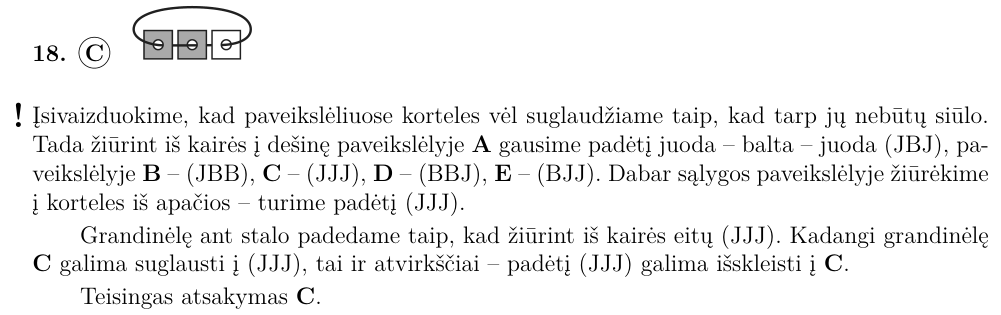 18. C
! Įsivaizduokime, kad paveikslėliuose korteles vėl suglaudžiame taip, kad tarp jų nebūtų siūlo.
Tada žiūrint iš kairės į dešinę paveikslėlyje A gausime padėtį juoda – balta – juoda (JBJ), pa-
veikslėlyje B – (JBB), C – (JJJ), D – (BBJ), E – (BJJ). Dabar sąlygos paveikslėlyje žiūrėkime
į korteles iš apačios – turime padėtį (JJJ).
Grandinėlę ant stalo padedame taip, kad žiūrint iš kairės eitų (JJJ). Kadangi grandinėlę
C galima suglausti į (JJJ), tai ir atvirkščiai – padėtį (JJJ) galima išskleisti į C.
Teisingas atsakymas C.